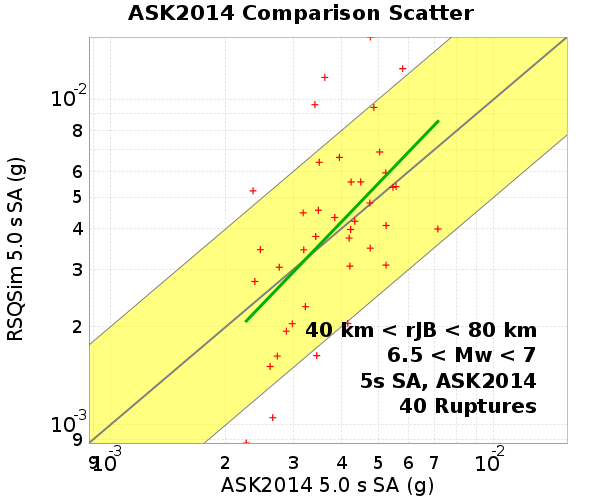 ASK2014 Comparison Scatter
RSQSim 5.0 s SA (g)
10⁻²
8
6
5
4
3
2
10⁻³
9
40 km < rJB < 80 km
6.5 < Mw < 7
5s SA, ASK2014
40 Ruptures
9 10⁻³ 2 3 4 5 6 7 10⁻²
ASK2014 5.0 s SA (g)